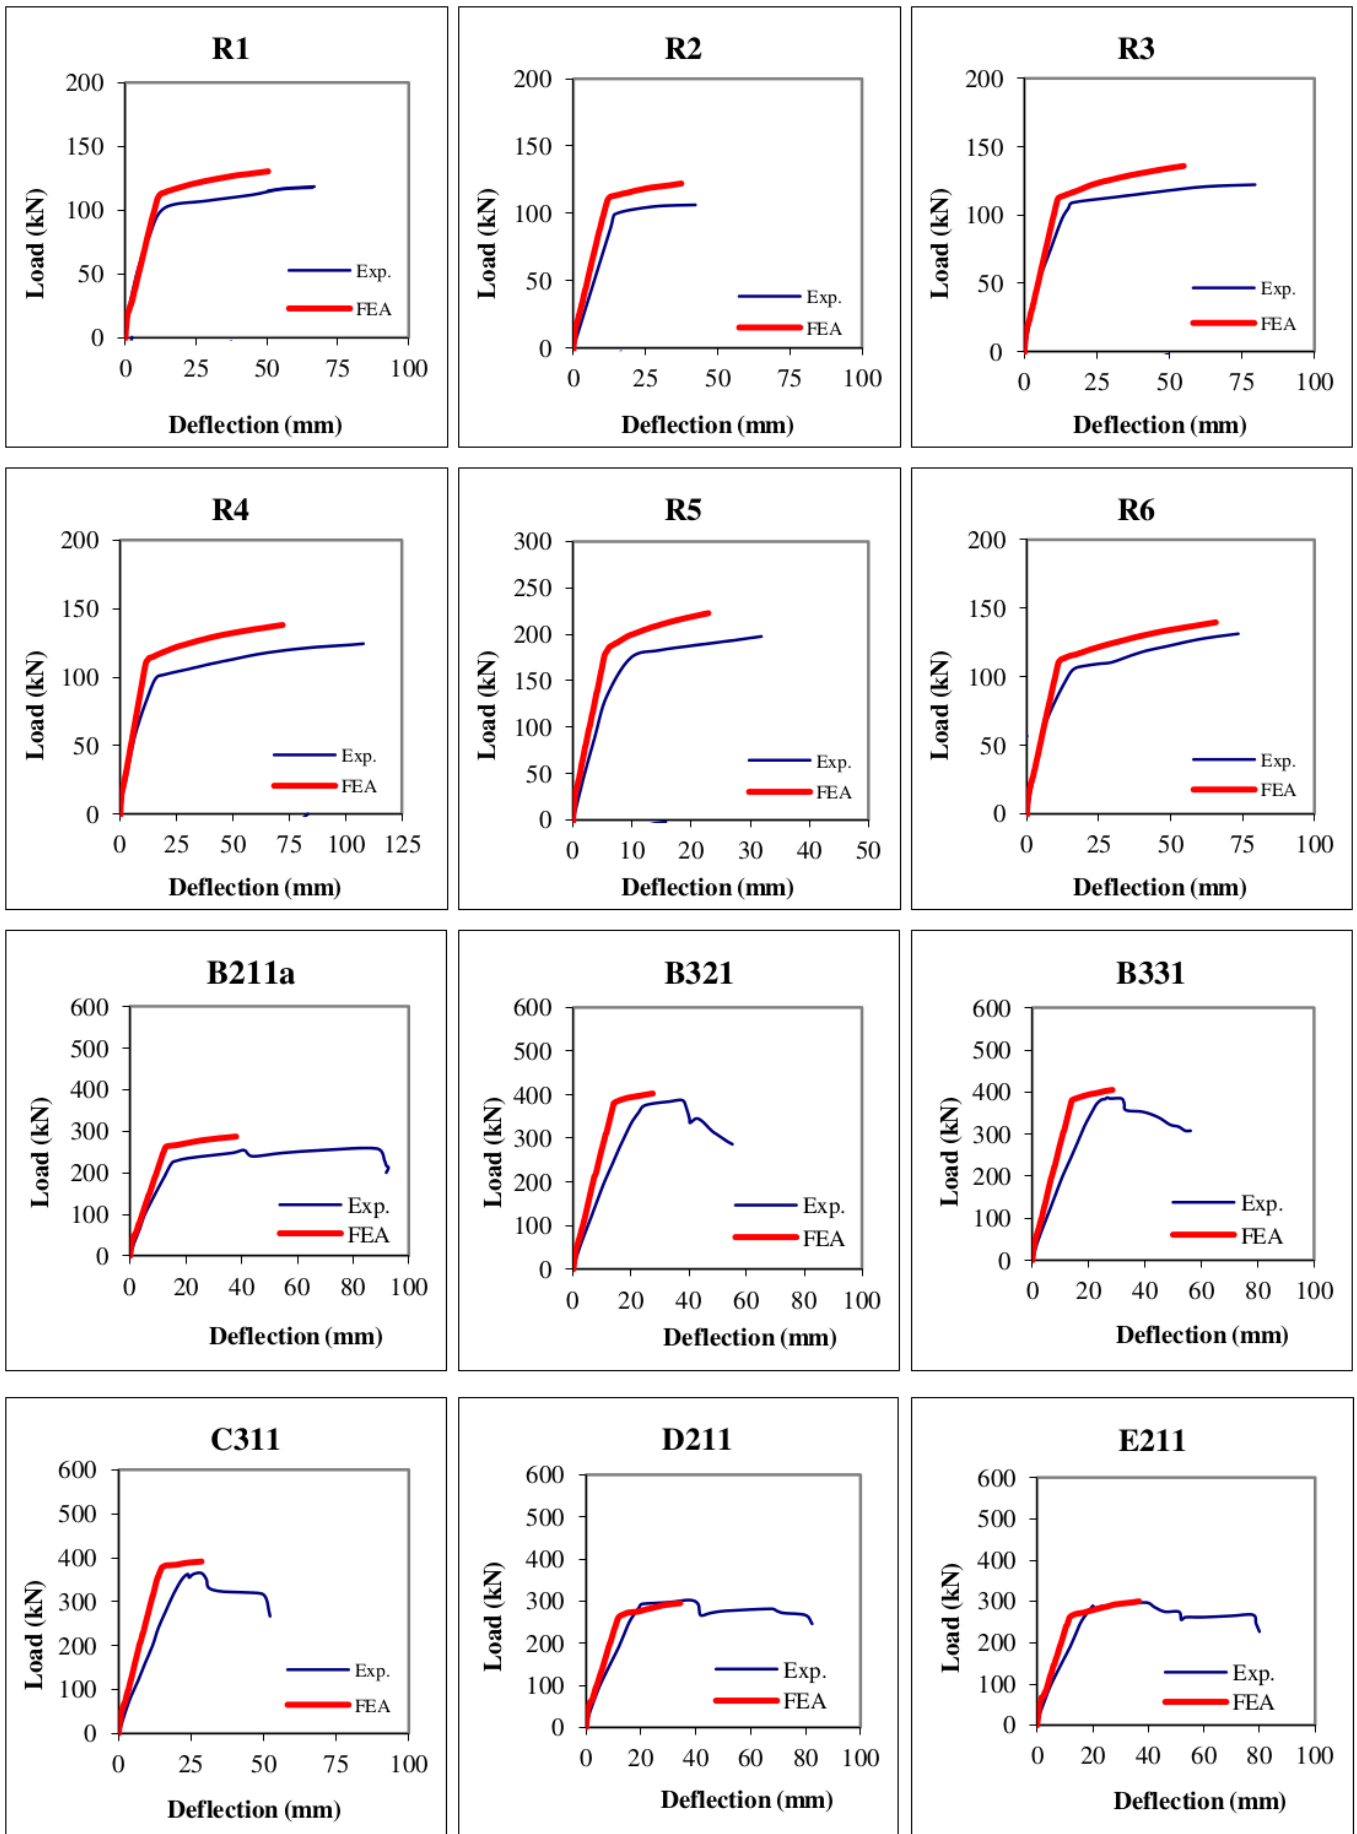 R1
200
150
100
50
0
Load (kN)
Exp.
FEA
0 25 50 75 100
Deflection (mm)
R2
200
150
100
50
0
Load (kN)
Exp.
FEA
0 25 50 75 100
Deflection (mm)
R3
200
150
100
50
0
Load (kN)
Exp.
FEA
0 25 50 75 100
Deflection (mm)
R4
200
150
100
50
0
Load (kN)
Exp.
FEA
0 25 50 75 100 125
Deflection (mm)
R5
300
250
200
150
100
50
0
Load (kN)
Exp.
FEA
0 10 20 30 40 50
Deflection (mm)
R6
200
150
100
50
0
Load (kN)
Exp.
FEA
0 25 50 75 100
Deflection (mm)
B211a
600
500
400
300
200
100
0
Load (kN)
Exp.
FEA
0 20 40 60 80 100
Deflection (mm)
B321
600
500
400
300
200
100
0
Load (kN)
Exp.
FEA
0 20 40 60 80 100
Deflection (mm)
B331
600
500
400
300
200
100
0
Load (kN)
Exp.
FEA
0 20 40 60 80 100
Deflection (mm)
C311
600
500
400
300
200
100
0
Load (kN)
Exp.
FEA
0 25 50 75 100
Deflection (mm)
D211
600
500
400
300
200
100
0
Load (kN)
Exp.
FEA
0 20 40 60 80 100
Deflection (mm)
E211
600
500
400
300
200
100
0
Load (kN)
Exp.
FEA
0 20 40 60 80 100
Deflection (mm)